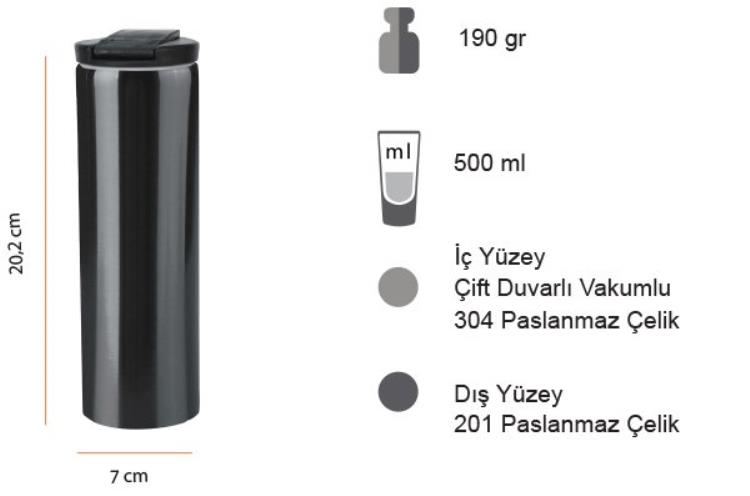 190 gr
ml
500 ml
20,2 cm
İç Yüzey
Çift Duvarlı Vakumlu
304 Paslanmaz Çelik
Dış Yüzey
201 Paslanmaz Çelik
7 cm